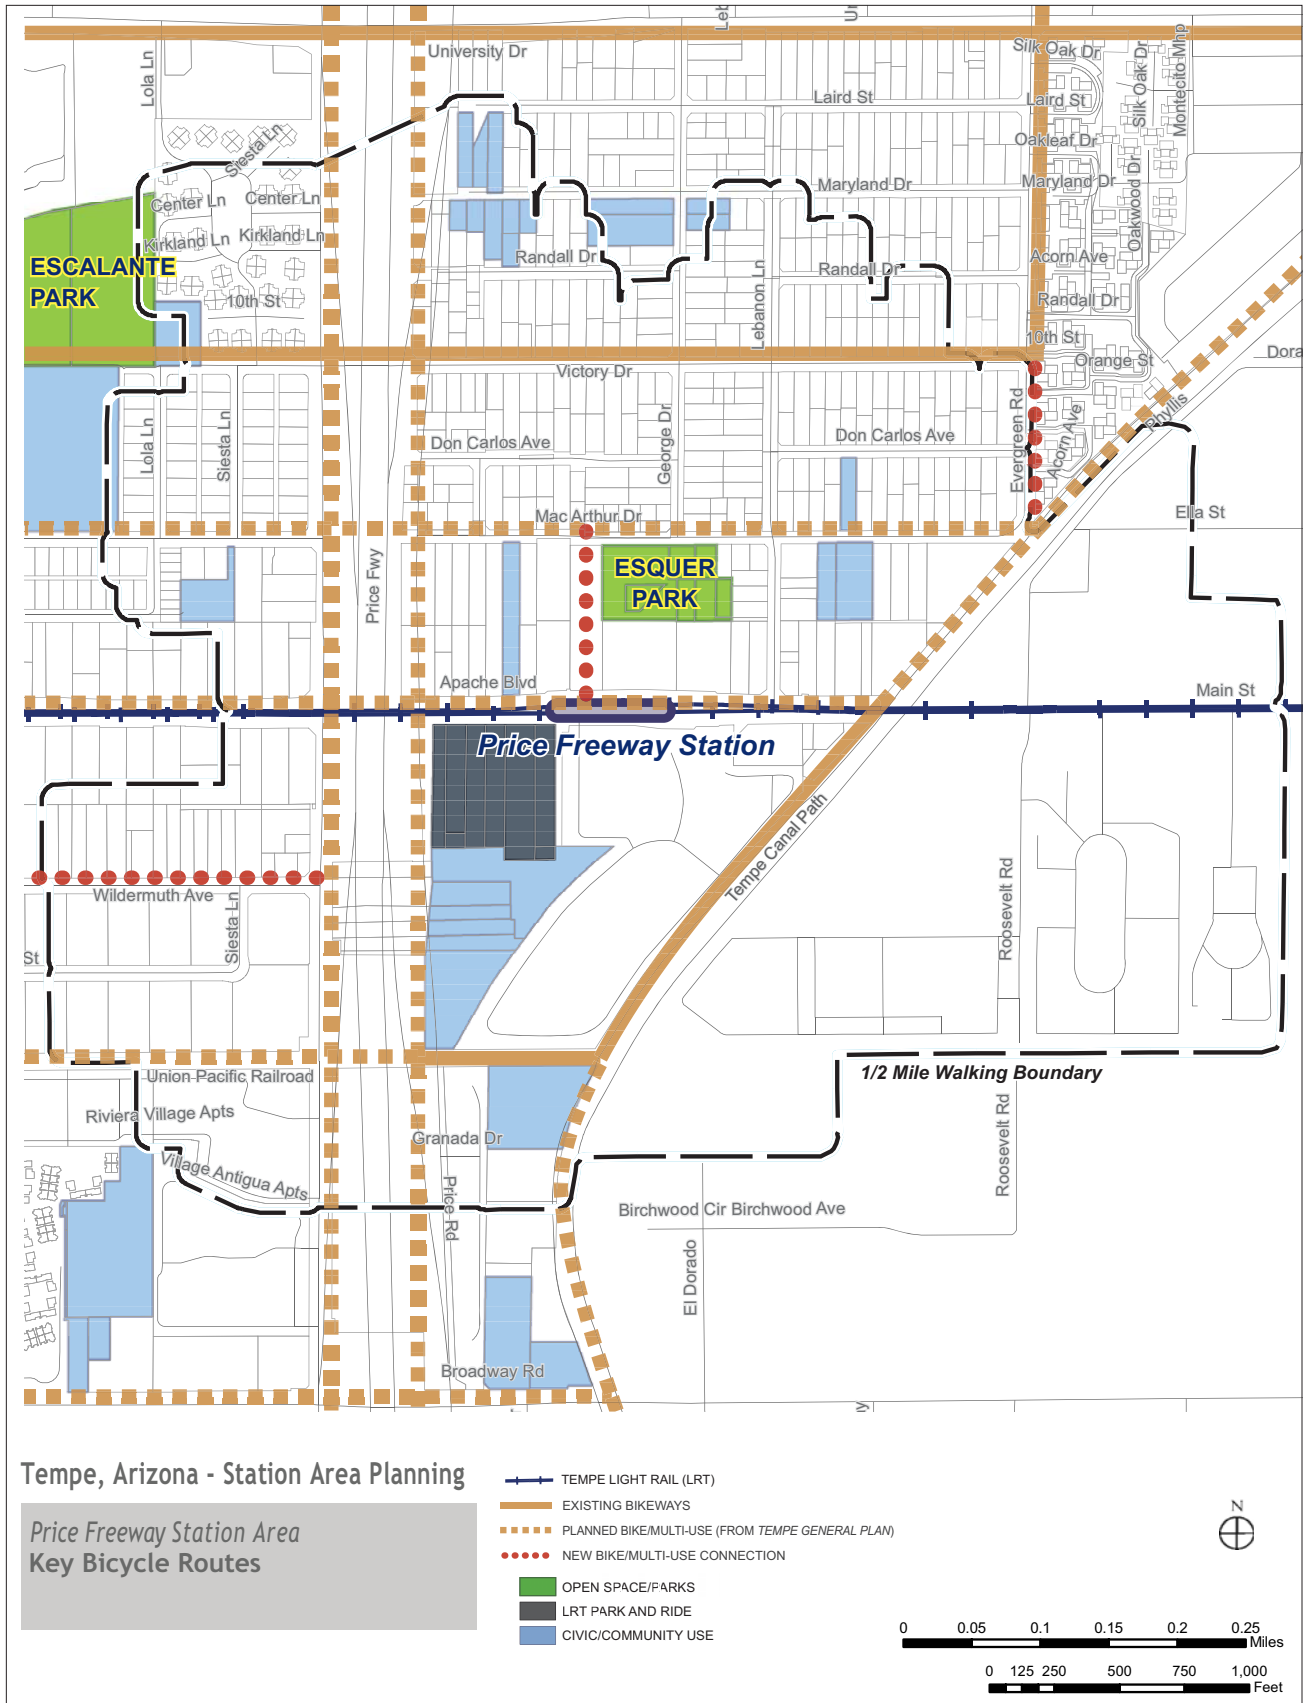 Leb
Un
University Dr
Silk Oak Dr
Lola Ln
Silk Oak Dr
Montecito Mhp
Laird St
Laird St
Oakleaf Dr
Siesta Ln
Maryland Dr
Maryland Dr
Center Ln
Center Ln
Oakwood Dr
Kirkland Ln
Kirkland Ln
Randall Dr
Acorn Ave
ESCALANTE
PARK
Randall Dr
Randall Dr
10th St
Lebanon Ln
10th St
Orange St
Dora
Victory Dr
Phyllis
Evergreen Rd
Acorn Ave
Lola Ln
Siesta Ln
Don Carlos Ave
George Dr
Don Carlos Ave
Mac Arthur Dr
Ella St
Price Fwy
ESQUER
PARK
Apache Blvd
Main St
Price Freeway Station
Tempe Canal Path
Wildermuth Ave
Siesta Ln
Roosevelt Rd
St
Union Pacific Railroad
1/2 Mile Walking Boundary
Riviera Village Apts
Granada Dr
Roosevelt Rd
Village Antigua Apts
Price Rd
Birchwood Cir Birchwood Ave
El Dorado
Broadway Rd
ay
Tempe, Arizona - Station Area Planning
Price Freeway Station Area
Key Bicycle Routes
TEMPE LIGHT RAIL (LRT)
EXISTING BIKEWAYS
PLANNED BIKE/MULTI-USE (FROM TEMPE GENERAL PLAN)
NEW BIKE/MULTI-USE CONNECTION
OPEN SPACE/PARKS
LRT PARK AND RIDE
CIVIC/COMMUNITY USE
N
0 0.05 0.1 0.15 0.2 0.25
Miles
0 125 250 500 750 1,000
Feet